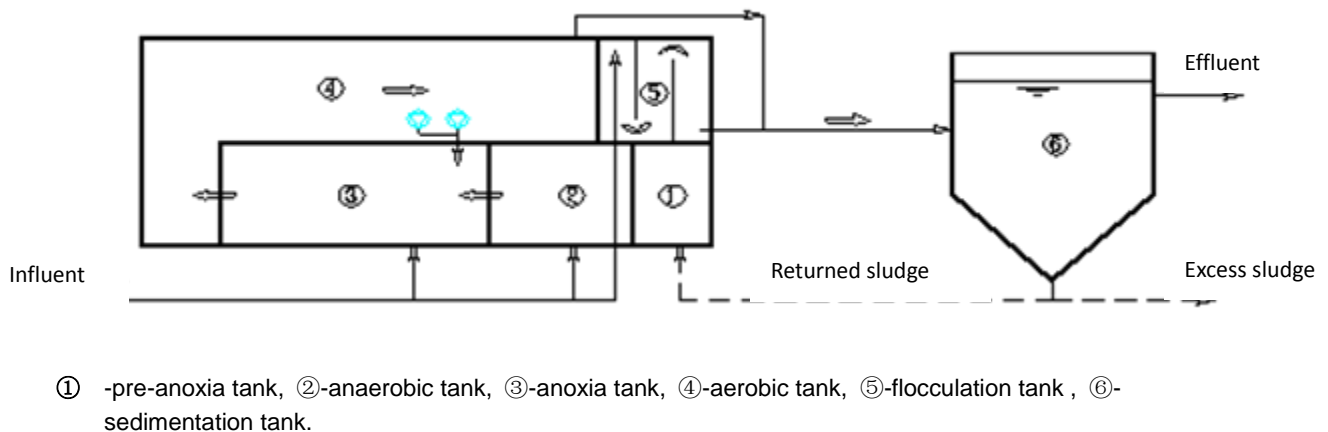 Effluent
④
⑤
⑥
③
②
①
Influent
Returned sludge
Excess sludge
① -pre-anoxia tank, ②-anaerobic tank, ③-anoxia tank, ④-aerobic tank, ⑤-flocculation tank , ⑥-
sedimentation tank.